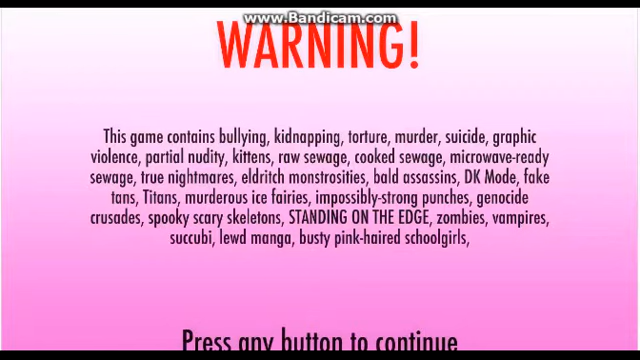 www.Bandicam.com
WARNING!
This game contains bullying, kidnapping, torture, murder, suicide, graphic
violence, partial nudity, kittens, raw sewage, cooked sewage, microwave-ready
sewage, true nightmares, eldritch monstrosities, bald assassins, DK Mode, fake
tans, Titans, murderous ice fairies, impossibly-strong punches, genocide
crusades, spooky scary skeletons, STANDING ON THE EDGE, zombies, vampires,
succubi, lewd manga, busty pink-haired schoolgirls,
Press any button to continue